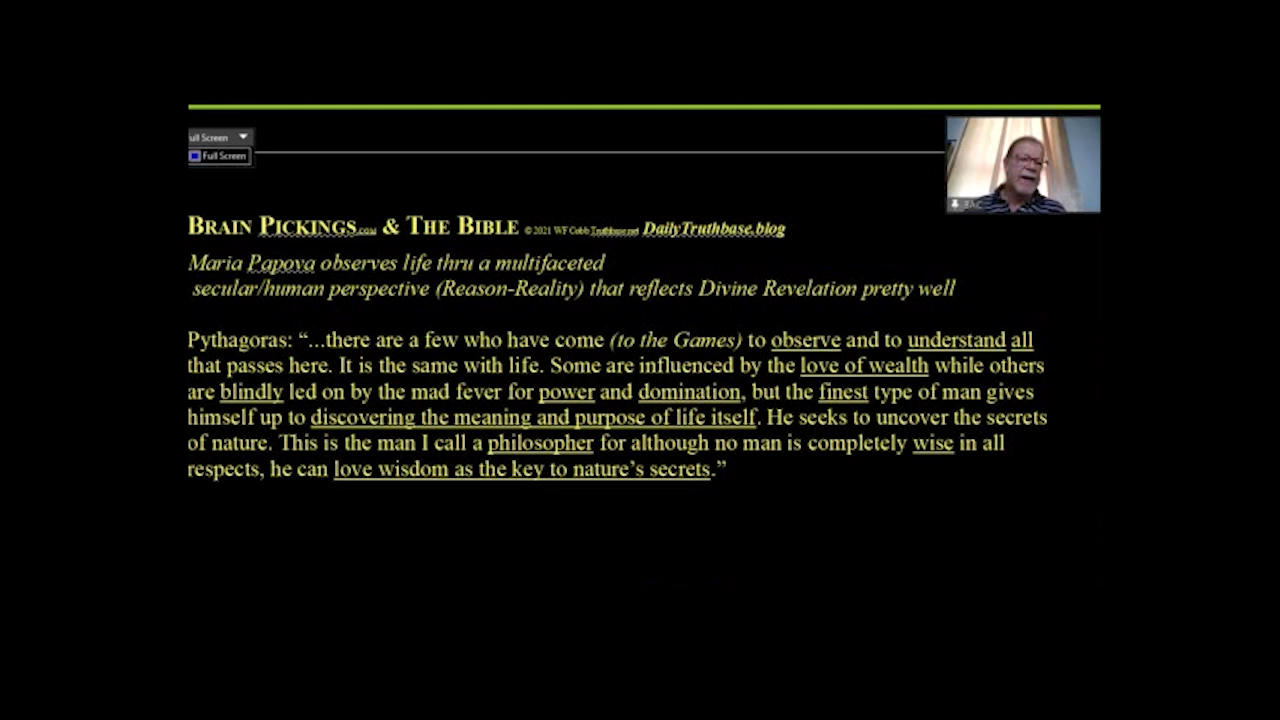 ull Screen
Full Screen
BAC
BRAIN PICKINGS.COM & THE BIBLE © 2021 WF Cobb Truthbase.net DailyTruthbase.blog
Maria Papova observes life thru a multifaceted
secular/human perspective (Reason-Reality) that reflects Divine Revelation pretty well
Pythagoras: “...there are a few who have come (to the Games) to observe and to understand all
that passes here. It is the same with life. Some are influenced by the love of wealth while others
are blindly led on by the mad fever for power and domination, but the finest type of man gives
himself up to discovering the meaning and purpose of life itself. He seeks to uncover the secrets
of nature. This is the man I call a philosopher for although no man is completely wise in all
respects, he can love wisdom as the key to nature’s secrets.”